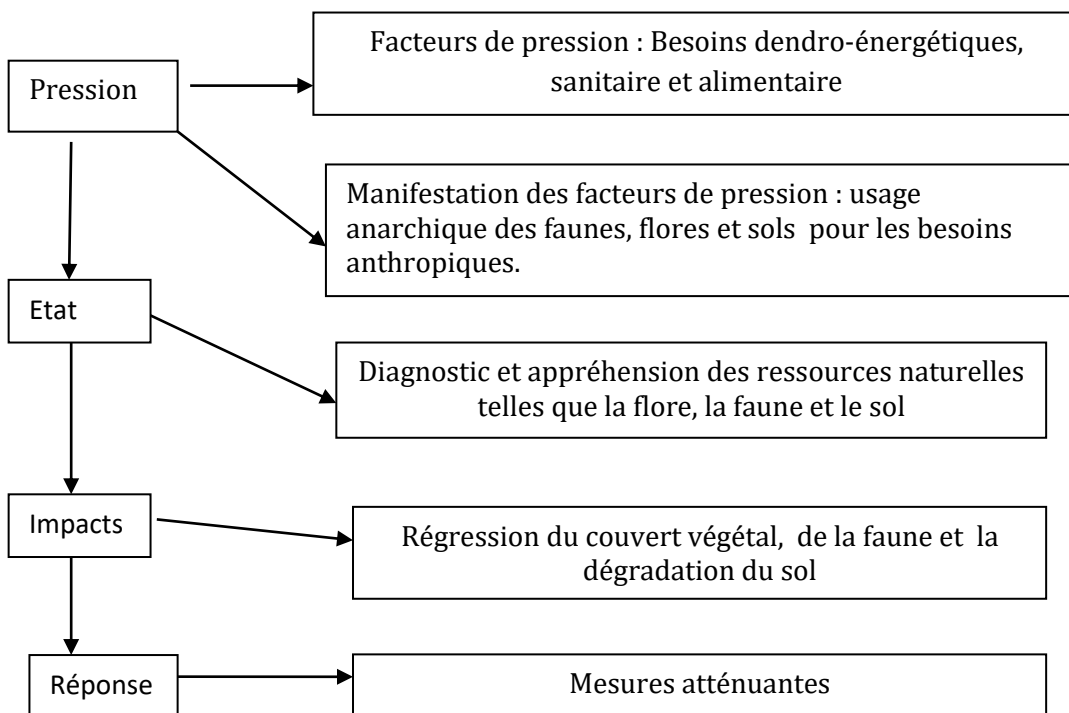 Facteurs de pression : Besoins dendro-énergétiques,
sanitaire et alimentaire
Pression
Manifestation des facteurs de pression : usage
anarchique des faunes, flores et sols pour les besoins
anthropiques.
Etat
Diagnostic et appréhension des ressources naturelles
telles que la flore, la faune et le sol
Impacts
Régression du couvert végétal, de la faune et la
dégradation du sol
Réponse
Mesures atténuantes